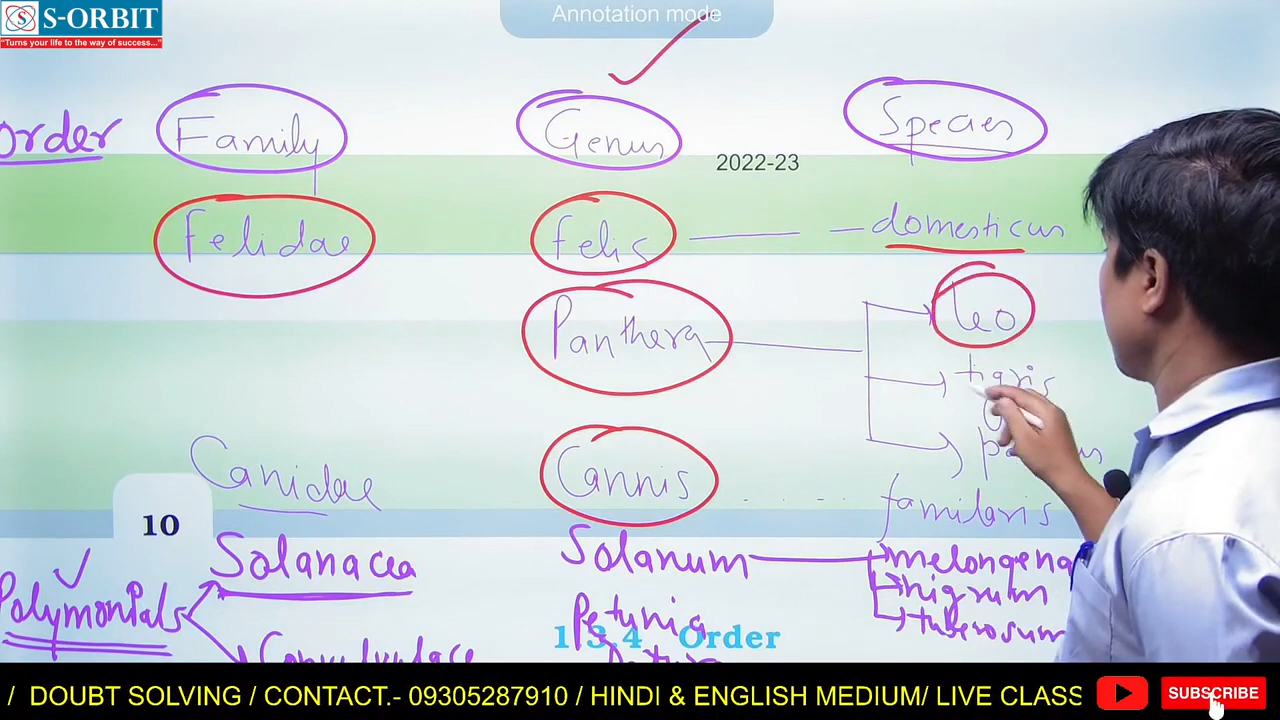 S-ORBIT
"Turns your life to the way of success..."
Annotation mode
order Family Genus Species
2022-23
Felidae Felis domesticus
Panthera leo
tigris
Canidae Cannis familaris
10
Solanacea Solanum melongena
Polymonials nigrum
Petunia tuberosum
1.3.4 Order
/ DOUBT SOLVING / CONTACT.- 09305287910 / HINDI & ENGLISH MEDIUM/ LIVE CLASS
SUBSCRIBE